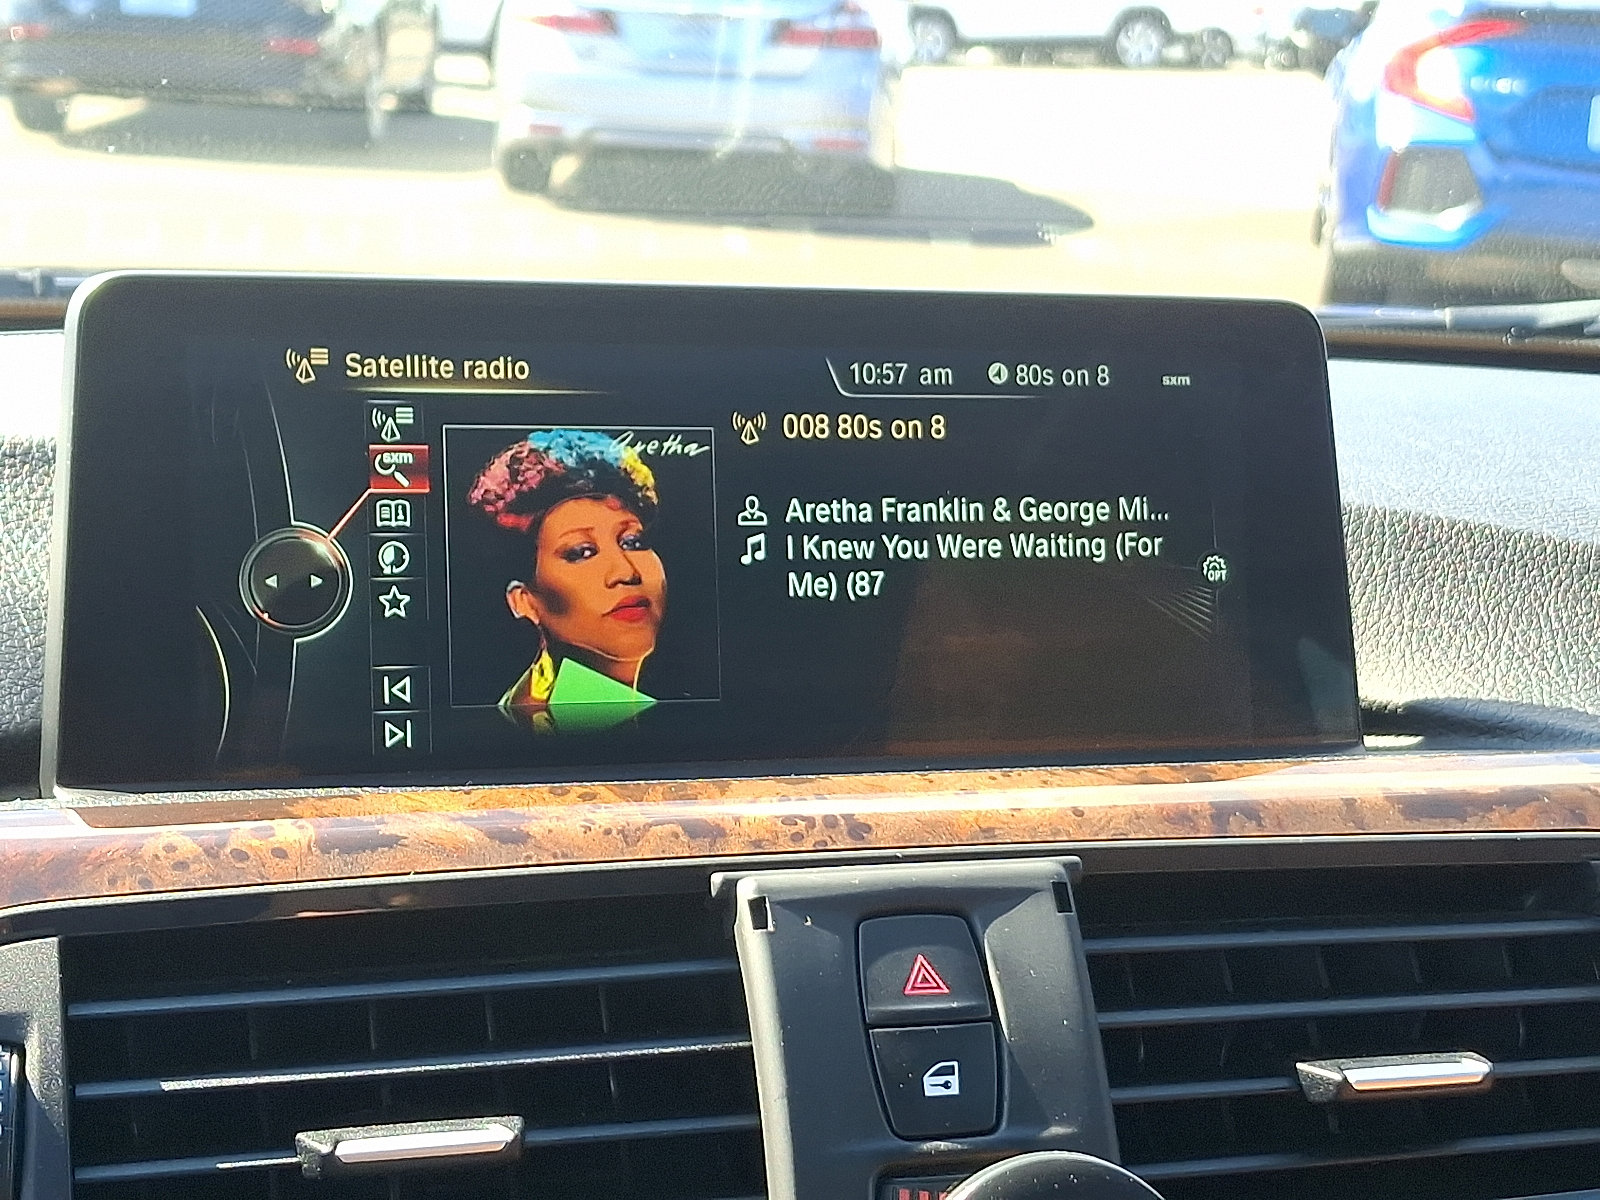 Satellite radio
10:57 am
80s on 8
sxm
sxm
008 80s on 8
Aretha
Aretha Franklin & George Mi...
I Knew You Were Waiting (For
Me) (87
OPT